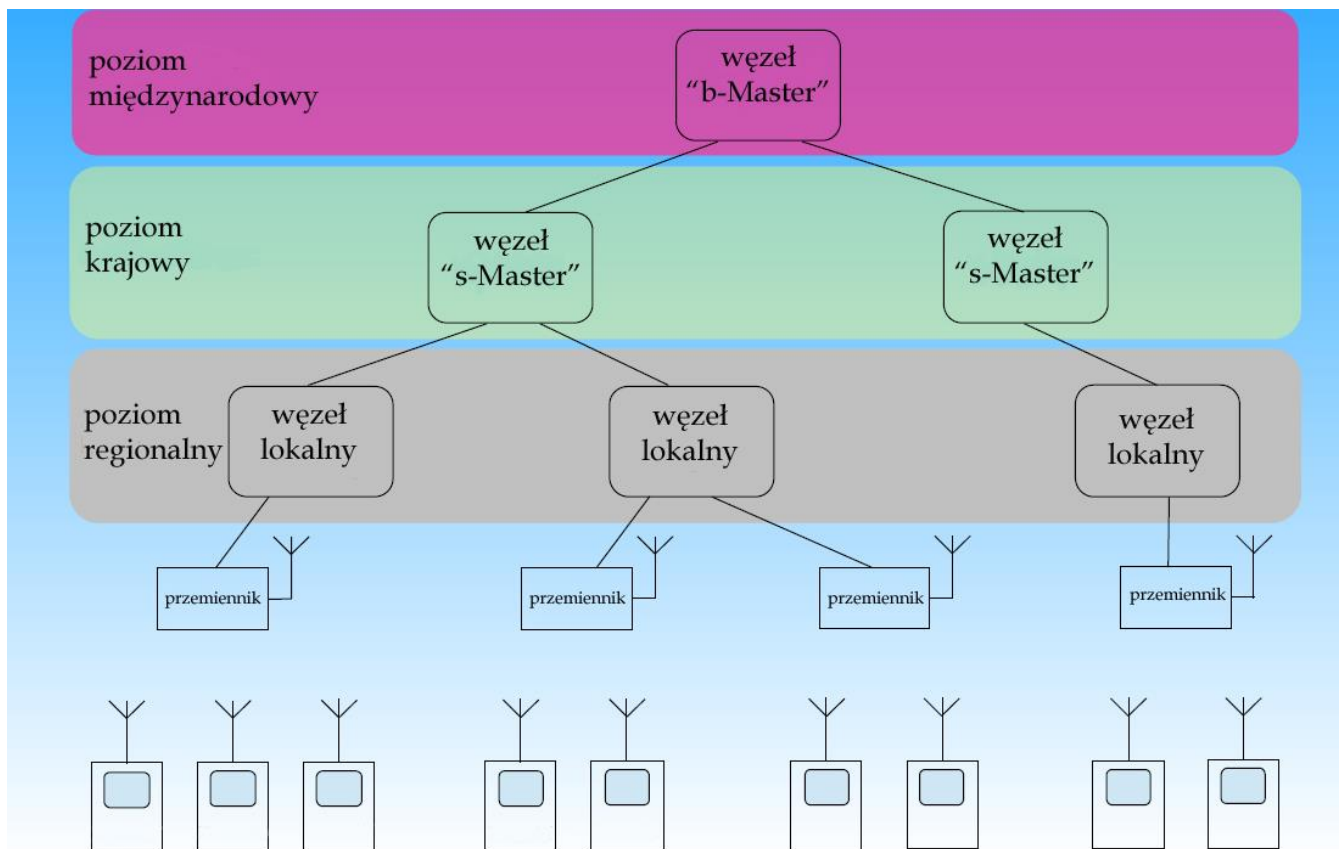 poziom
międzynarodowy
węzeł
“b-Master”
poziom
krajowy
węzeł
“s-Master”
węzeł
“s-Master”
poziom
regionalny
węzeł
lokalny
węzeł
lokalny
węzeł
lokalny
przemiennik
przemiennik
przemiennik
przemiennik